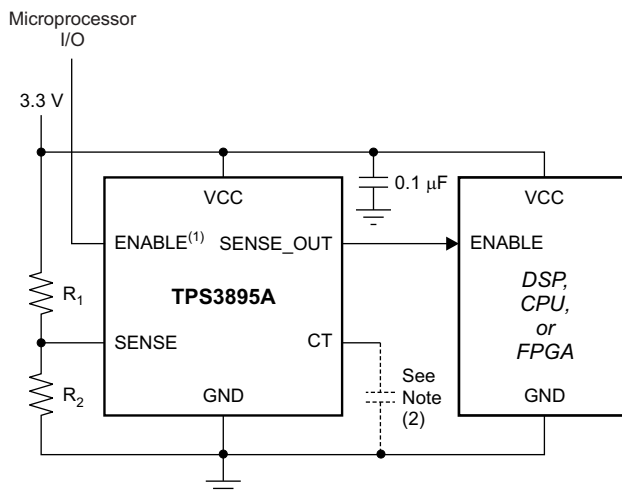 Microprocessor
I/O
3.3 V
0.1 μF
VCC
VCC
ENABLE(1)
SENSE_OUT
ENABLE
TPS3895A
DSP,
CPU,
or
FPGA
R1
SENSE
CT
R2
GND
See
Note
(2)
GND